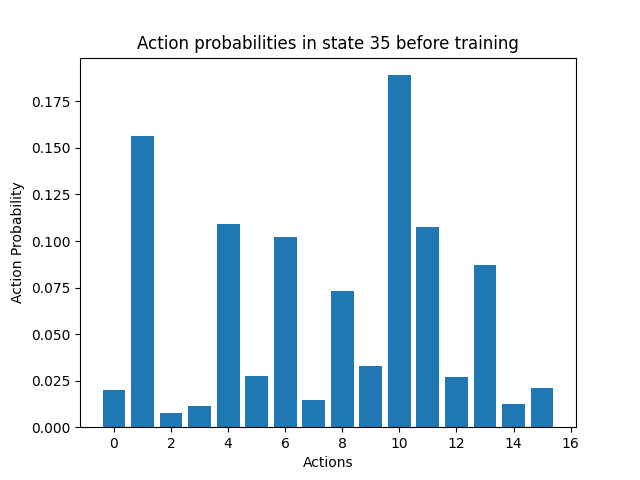 Action probabilities in state 35 before training
0.175
0.150
0.125
0.100
0.075
0.050
0.025
0.000
Action Probability
0 2 4 6 8 10 12 14 16
Actions